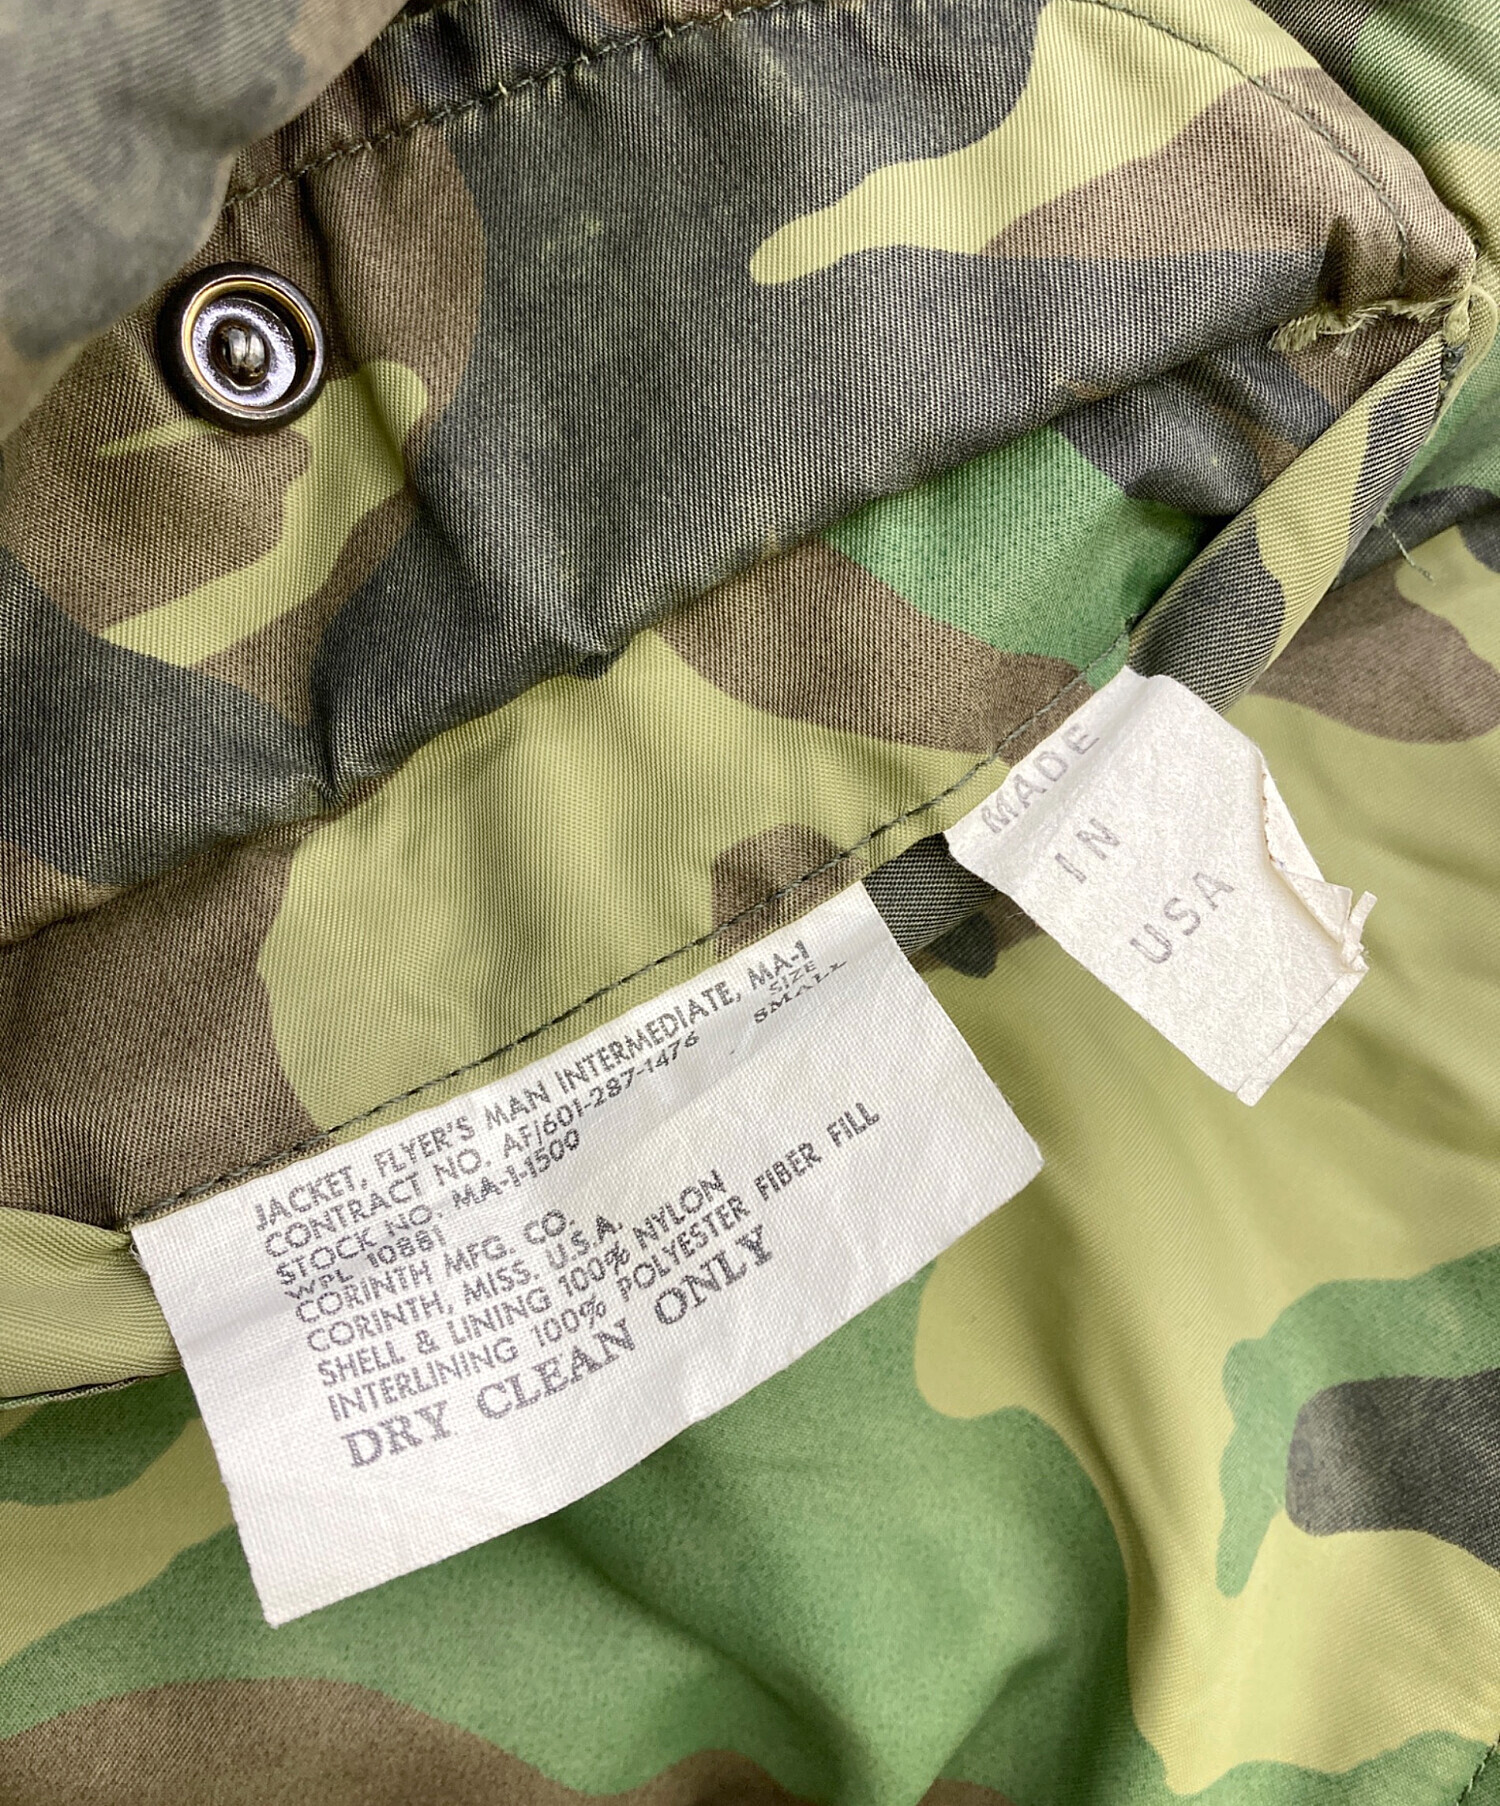 JACKET, FLYER'S MAN INTERMEDIATE, MA-1
SIZE
SMALL
CONTRACT NO. AF/601-287-1476
STOCK NO. MA-1-1500
WPL 10881
CORINTH MFG. CO.
CORINTH, MISS. U.S.A.
SHELL & LINING 100% NYLON
INTERLINING 100% POLYESTER FIBER FILL
DRY CLEAN ONLY
MADE
IN
USA